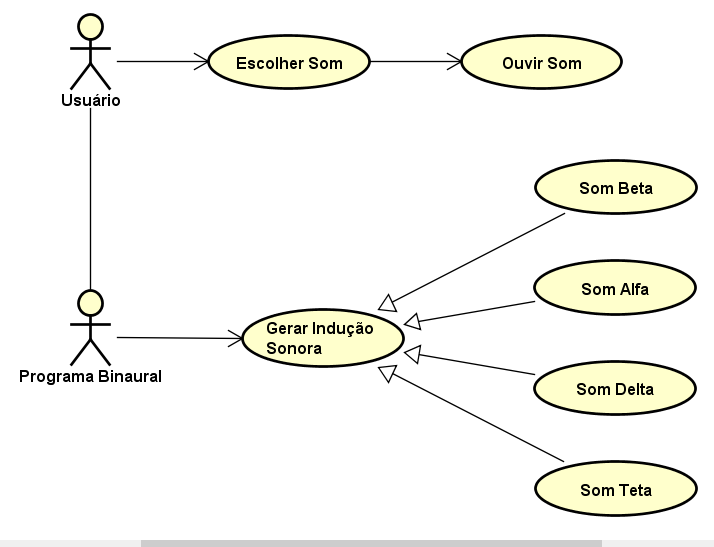 Escolher Som
Ouvir Som
Usuário
Som Beta
Som Alfa
Gerar Indução
Sonora
Programa Binaural
Som Delta
Som Teta